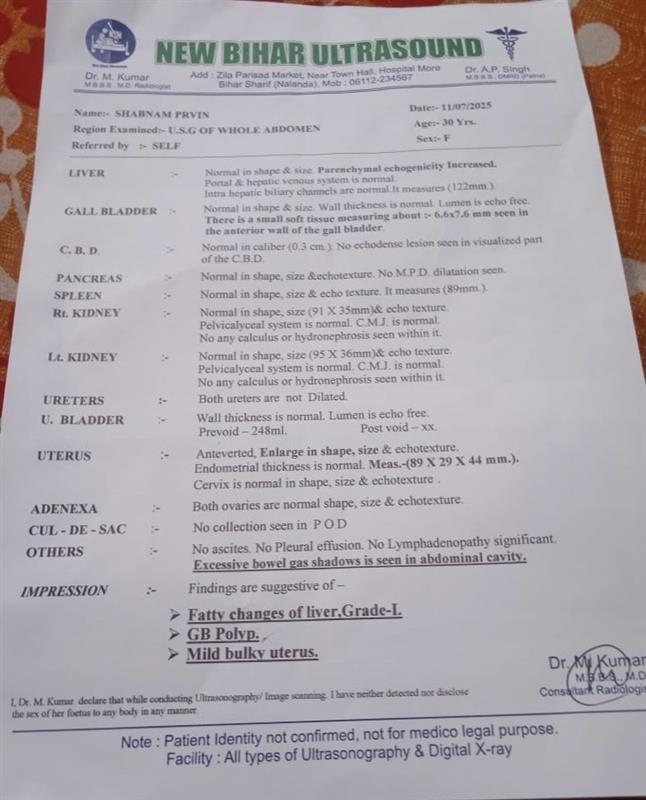 NEW BIHAR ULTRASOUND
Dr. M. Kumar
M.B.B.S., M.D. Radiologist
Add : Zila Parisad Market, Near Town Hall, Hospital More
Bihar Sharif (Nalanda), Mob : 06112-234567
Dr. A.P. Singh
M.B.B.S., DMRD (Patna)
Name:- SHABNAM PRVIN
Date:- 11/07/2025
Region Examined:- U.S.G OF WHOLE ABDOMEN
Age:- 30 Yrs.
Referred by :- SELF
Sex:- F
LIVER :- Normal in shape & size. Parenchymal echogenicity Increased.
Portal & hepatic venous system is normal.
Intra hepatic biliary channels are normal.It measures (122mm.)
GALL BLADDER :- Normal in shape & size. Wall thickness is normal. Lumen is echo free.
There is a small soft tissue measuring about :- 6.6x7.6 mm seen in
the anterior wall of the gall bladder.
C. B. D. :- Normal in caliber (0.3 cm.). No echodense lesion seen in visualized part
of the C.B.D.
PANCREAS :- Normal in shape, size &echotexture. No M.P.D. dilatation seen.
SPLEEN :- Normal in shape, size & echo texture. It measures (89mm.).
Rt. KIDNEY :- Normal in shape, size (91 X 35mm)& echo texture.
Pelvicalyceal system is normal. C.M.J. is normal.
No any calculus or hydronephrosis seen within it.
Lt. KIDNEY :- Normal in shape, size (95 X 36mm)& echo texture.
Pelvicalyceal system is normal. C.M.J. is normal.
No any calculus or hydronephrosis seen within it.
URETERS :- Both ureters are not Dilated.
U. BLADDER :- Wall thickness is normal. Lumen is echo free.
Prevoid – 248ml. Post void – xx.
UTERUS :- Anteverted, Enlarge in shape, size & echotexture.
Endometrial thickness is normal. Meas.-(89 X 29 X 44 mm.).
Cervix is normal in shape, size & echotexture .
ADENEXA :- Both ovaries are normal shape, size & echotexture.
CUL - DE - SAC :- No collection seen in P O D
OTHERS :- No ascites. No Pleural effusion. No Lymphadenopathy significant.
Excessive bowel gas shadows is seen in abdominal cavity.
IMPRESSION :- Findings are suggestive of –
➢ Fatty changes of liver,Grade-I.
➢ GB Polyp.
➢ Mild bulky uterus.
Dr. M. Kumar
M.B.B.S., M.D.
Consultant Radiologis
I, Dr. M. Kumar declare that while conducting Ultrasonography/ Image scanning. I have neither detected nor disclose
the sex of her foetus to any body in any manner.
Note : Patient Identity not confirmed, not for medico legal purpose.
Facility : All types of Ultrasonography & Digital X-ray